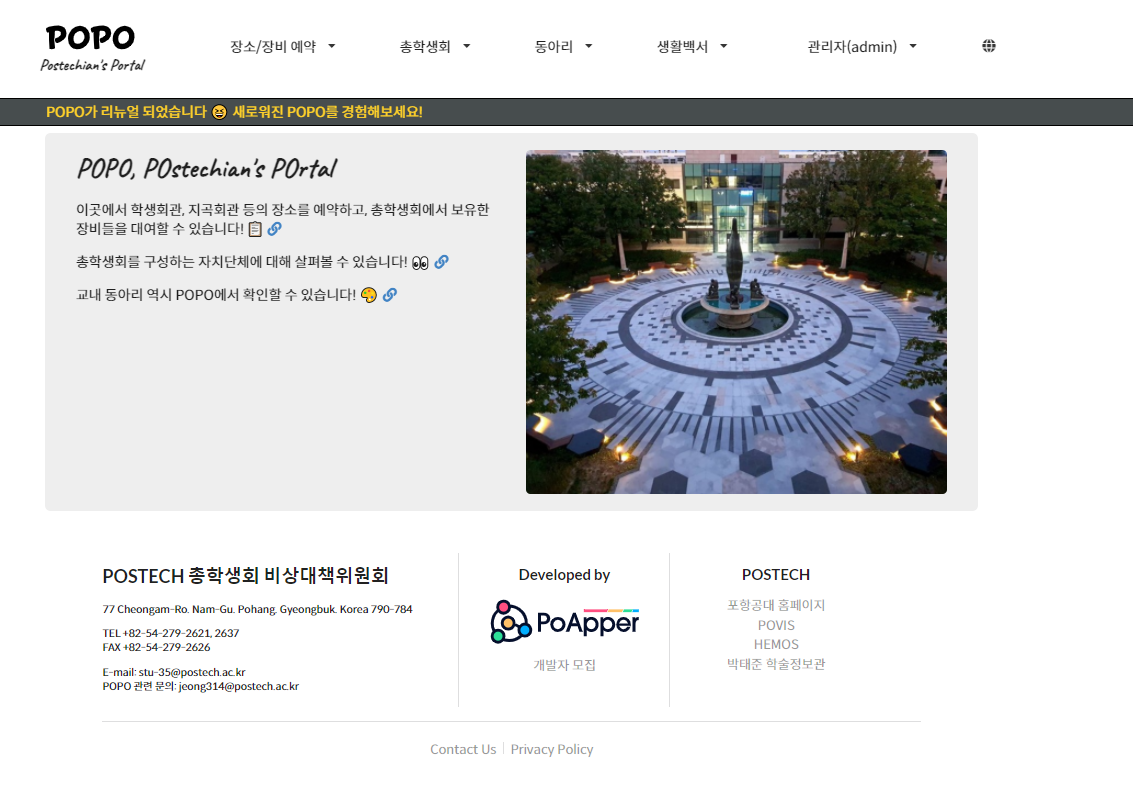 POPO
Postechian's Portal
장소/장비 예약
총학생회
동아리
생활백서
관리자(admin)
POPO가 리뉴얼 되었습니다 😆 새로워진 POPO를 경험해보세요!
POPO, POstechian's POrtal
이곳에서 학생회관, 지곡회관 등의 장소를 예약하고, 총학생회에서 보유한
장비들을 대여할 수 있습니다! 📋 🔗
총학생회를 구성하는 자치단체에 대해 살펴볼 수 있습니다! 👀 🔗
교내 동아리 역시 POPO에서 확인할 수 있습니다! 🎨 🔗
POSTECH 총학생회 비상대책위원회
77 Cheongam-Ro. Nam-Gu. Pohang. Gyeongbuk. Korea 790-784
TEL +82-54-279-2621, 2637
FAX +82-54-279-2626
E-mail: stu-35@postech.ac.kr
POPO 관련 문의: jeong314@postech.ac.kr
Developed by
PoApper
개발자 모집
POSTECH
포항공대 홈페이지
POVIS
HEMOS
박태준 학술정보관
Contact Us
Privacy Policy